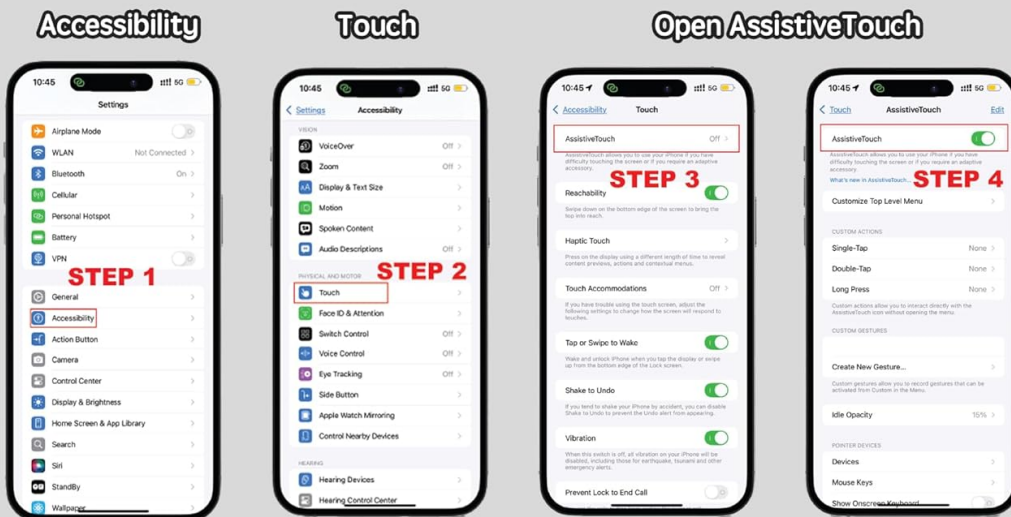 Accessibility
Touch
Open AssistiveTouch
10:45
5G
Settings
Airplane Mode
WLAN Not Connected
Bluetooth On
Cellular
Personal Hotspot
Battery
VPN
STEP 1
General
Accessibility
Action Button
Camera
Control Center
Display & Brightness
Home Screen & App Library
Search
Siri
StandBy
Wallpaper
10:45
5G
Settings Accessibility
VISION
VoiceOver Off
Zoom Off
Display & Text Size
Motion
Spoken Content
Audio Descriptions Off
PHYSICAL AND MOTOR
STEP 2
Touch
Face ID & Attention
Switch Control Off
Voice Control Off
Eye Tracking Off
Side Button
Apple Watch Mirroring
Control Nearby Devices
HEARING
Hearing Devices
Hearing Control Center
10:45
5G
Accessibility Touch
AssistiveTouch Off
AssistiveTouch allows you to use your iPhone if you have
difficulty touching the screen or if you require an adaptive
accessory.
STEP 3
Reachability
Swipe down on the bottom edge of the screen to bring the
top into reach.
Haptic Touch
Press on the display using a different length of time to reveal
content previews, actions and contextual menus.
Touch Accommodations Off
If you have trouble using the touch screen, adjust the
following settings to change how the screen will respond to
touches.
Tap or Swipe to Wake
Wake and unlock iPhone when you tap the display or swipe
up from the bottom edge of the Lock screen.
Shake to Undo
If you tend to shake your iPhone by accident, you can disable
Shake to Undo to prevent the Undo alert from appearing.
Vibration
When this switch is off, all vibration on your iPhone will be
disabled, including those for earthquake, tsunami and other
emergency alerts.
Prevent Lock to End Call
10:45
5G
Touch AssistiveTouch Edit
AssistiveTouch
AssistiveTouch allows you to use your iPhone if you have
difficulty touching the screen or if you require an adaptive
accessory.
What's new in AssistiveTouch...
STEP 4
Customize Top Level Menu
CUSTOM ACTIONS
Single-Tap None
Double-Tap None
Long Press None
Custom actions allow you to interact directly with the
AssistiveTouch icon without opening the menu.
CUSTOM GESTURES
Create New Gesture...
Custom gestures allow you to record gestures that can be
activated from Custom in the Menu.
Idle Opacity 15%
POINTER DEVICES
Devices
Mouse Keys
Show Onscreen Keyboard